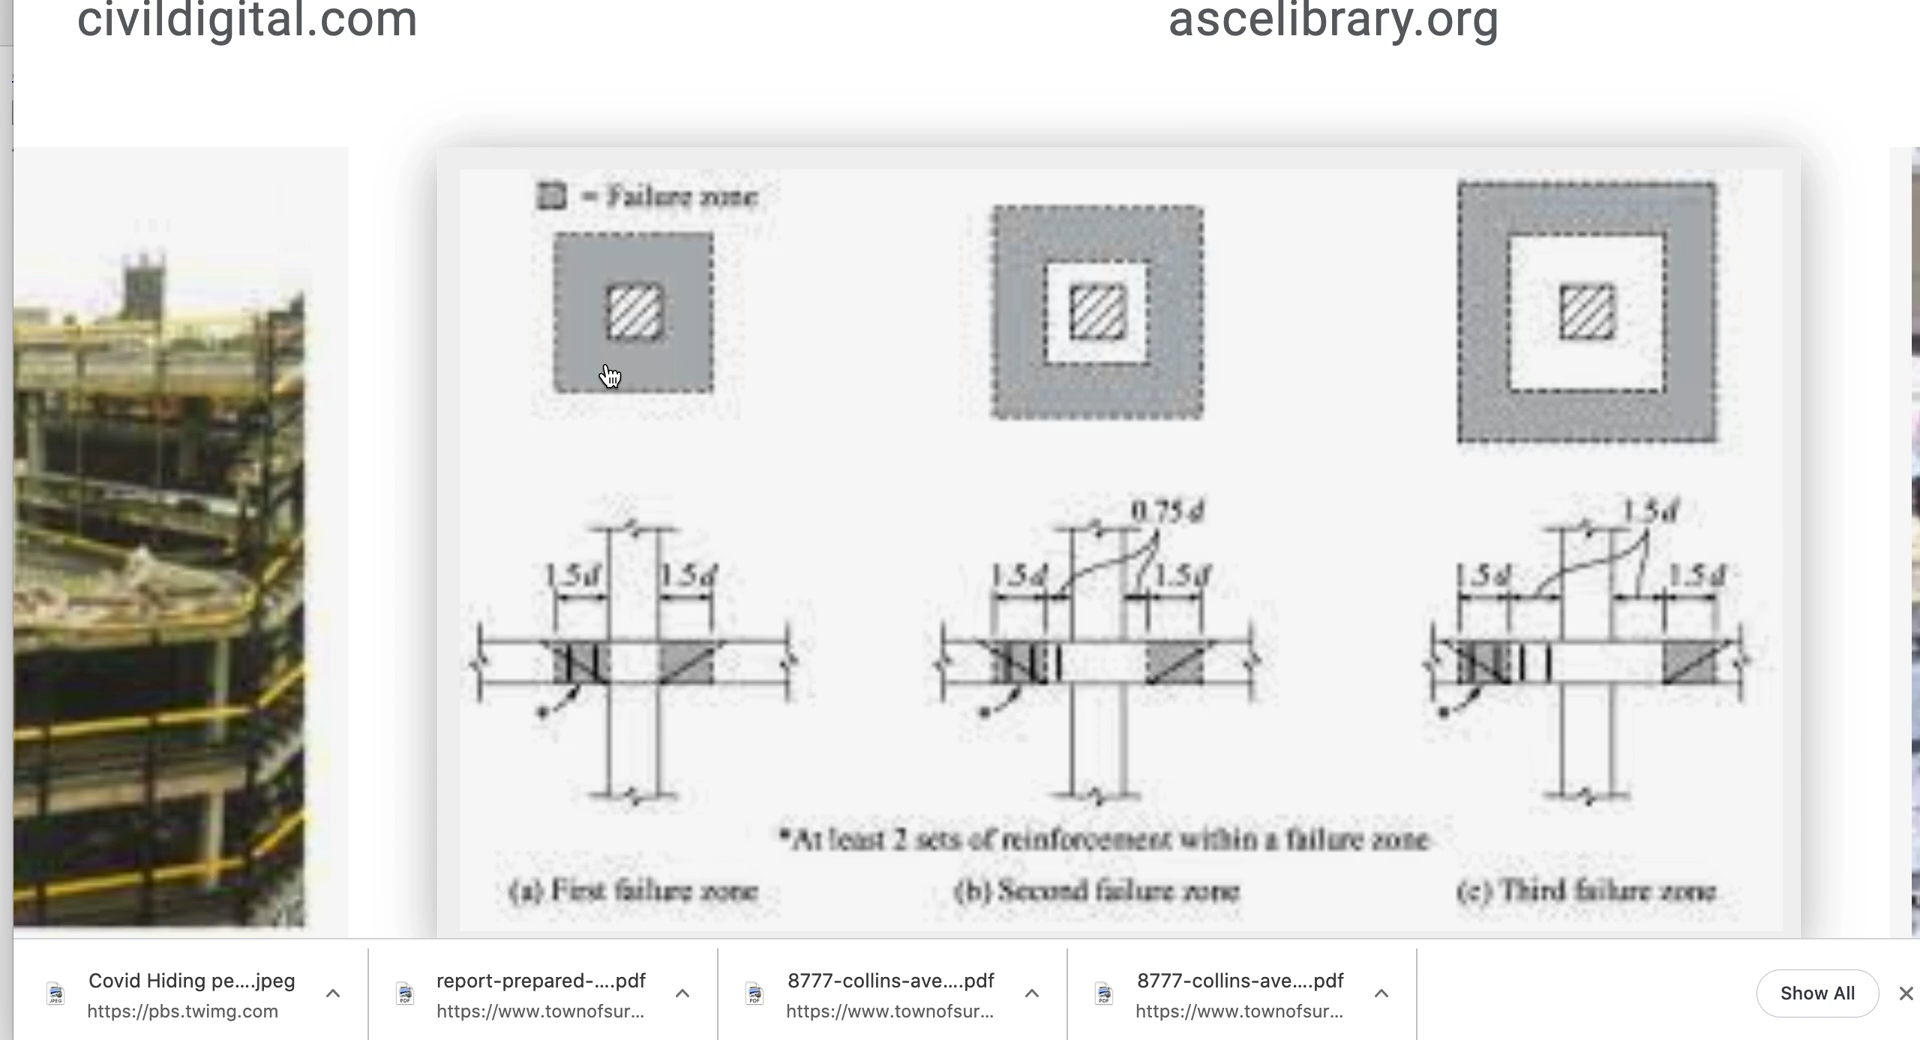 civildigital.com
ascelibrary.org
= Failure zone
0.75d
1.5d
1.5d 1.5d
1.5d 1.5d
1.5d 1.5d
*At least 2 sets of reinforcement within a failure zone
(a) First failure zone
(b) Second failure zone
(c) Third failure zone
Covid Hiding pe....jpeg
https://pbs.twimg.com
report-prepared-....pdf
https://www.townofsur...
8777-collins-ave....pdf
https://www.townofsur...
8777-collins-ave....pdf
https://www.townofsur...
Show All